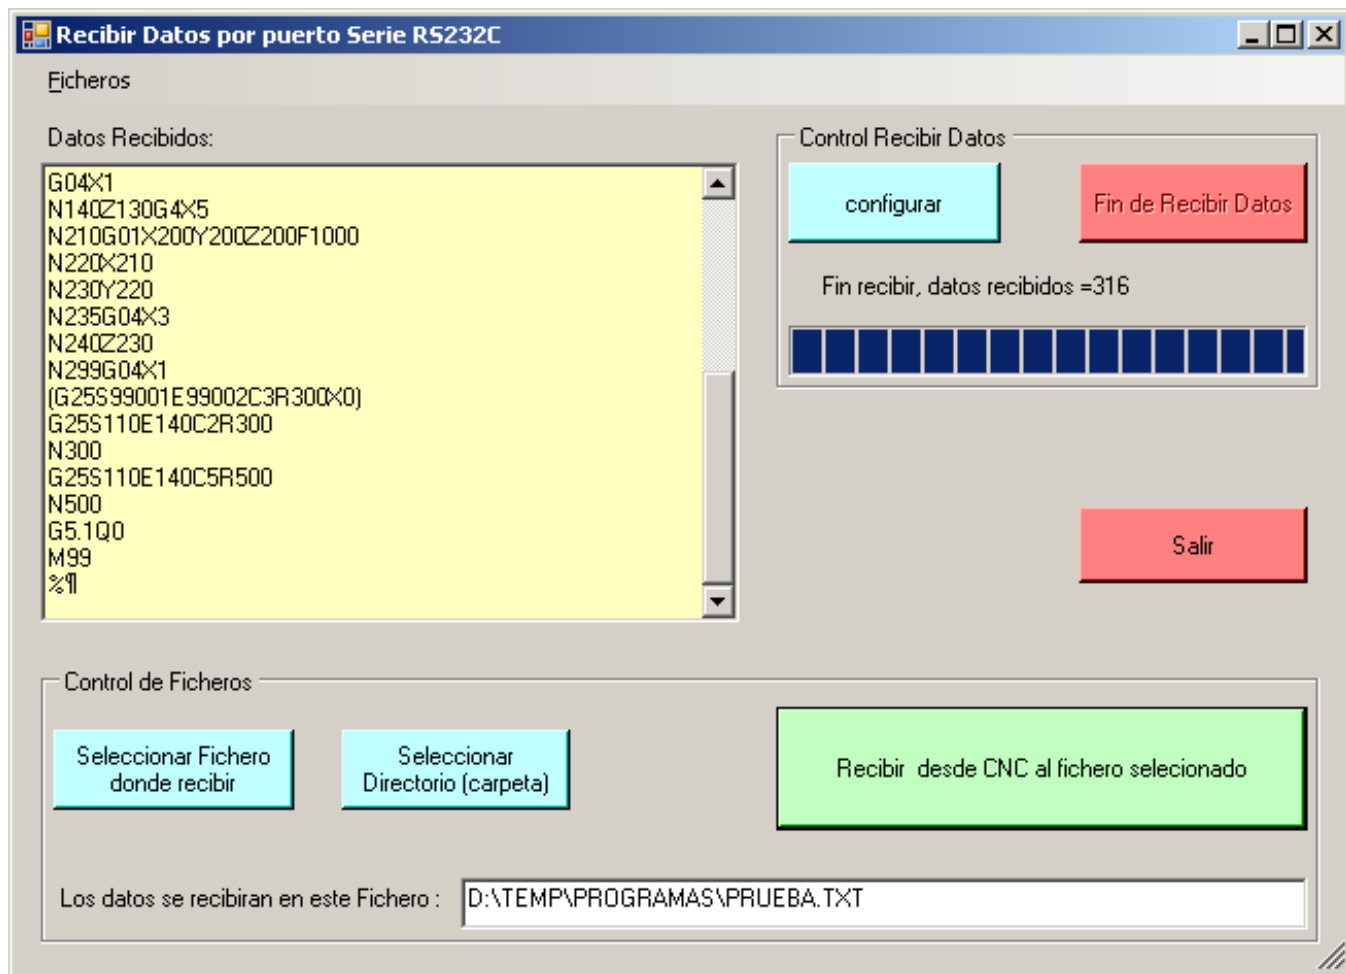 Recibir Datos por puerto Serie RS232C
Ficheros
Datos Recibidos:
G04X1
N140Z130G4X5
N210G01X200Y200Z200F1000
N220X210
N230Y220
N235G04X3
N240Z230
N299G04X1
(G25S99001E99002C3R300X0)
G25S110E140C2R300
N300
G25S110E140C5R500
N500
G5.1Q0
M99
%¶
Control Recibir Datos
configurar
Fin de Recibir Datos
Fin recibir, datos recibidos =316
Salir
Control de Ficheros
Seleccionar Fichero
donde recibir
Seleccionar
Directorio (carpeta)
Recibir  desde CNC al fichero selecionado
Los datos se recibiran en este Fichero :
D:\TEMP\PROGRAMAS\PRUEBA.TXT